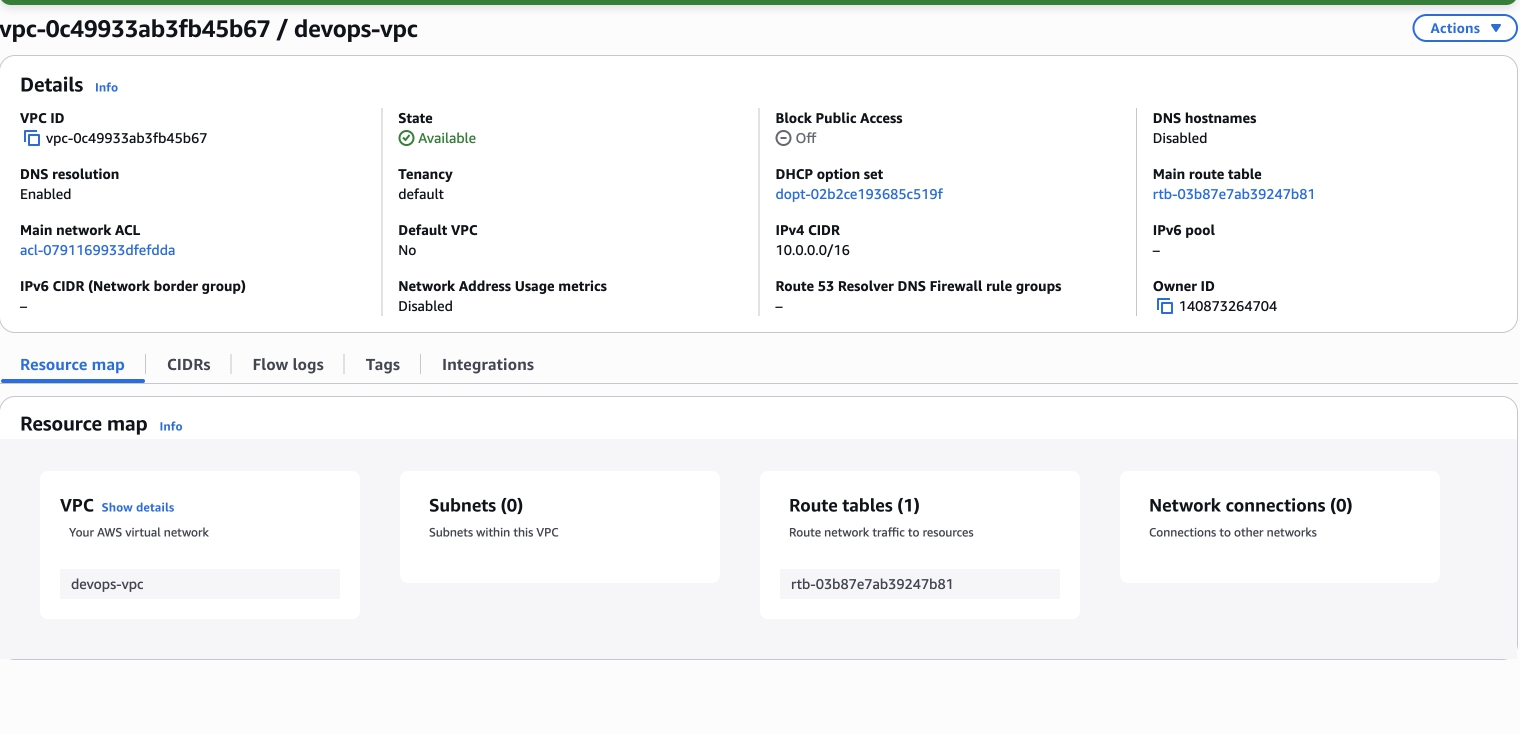 vpc-0c49933ab3fb45b67 / devops-vpc
Actions
Details Info
VPC ID
vpc-0c49933ab3fb45b67
State
Available
Block Public Access
Off
DNS hostnames
Disabled
DNS resolution
Enabled
Tenancy
default
DHCP option set
dopt-02b2ce193685c519f
Main route table
rtb-03b87e7ab39247b81
Main network ACL
acl-0791169933dfefdda
Default VPC
No
IPv4 CIDR
10.0.0.0/16
IPv6 pool
–
IPv6 CIDR (Network border group)
–
Network Address Usage metrics
Disabled
Route 53 Resolver DNS Firewall rule groups
–
Owner ID
140873264704
Resource map
CIDRs
Flow logs
Tags
Integrations
Resource map Info
VPC Show details
Your AWS virtual network
devops-vpc
Subnets (0)
Subnets within this VPC
Route tables (1)
Route network traffic to resources
rtb-03b87e7ab39247b81
Network connections (0)
Connections to other networks